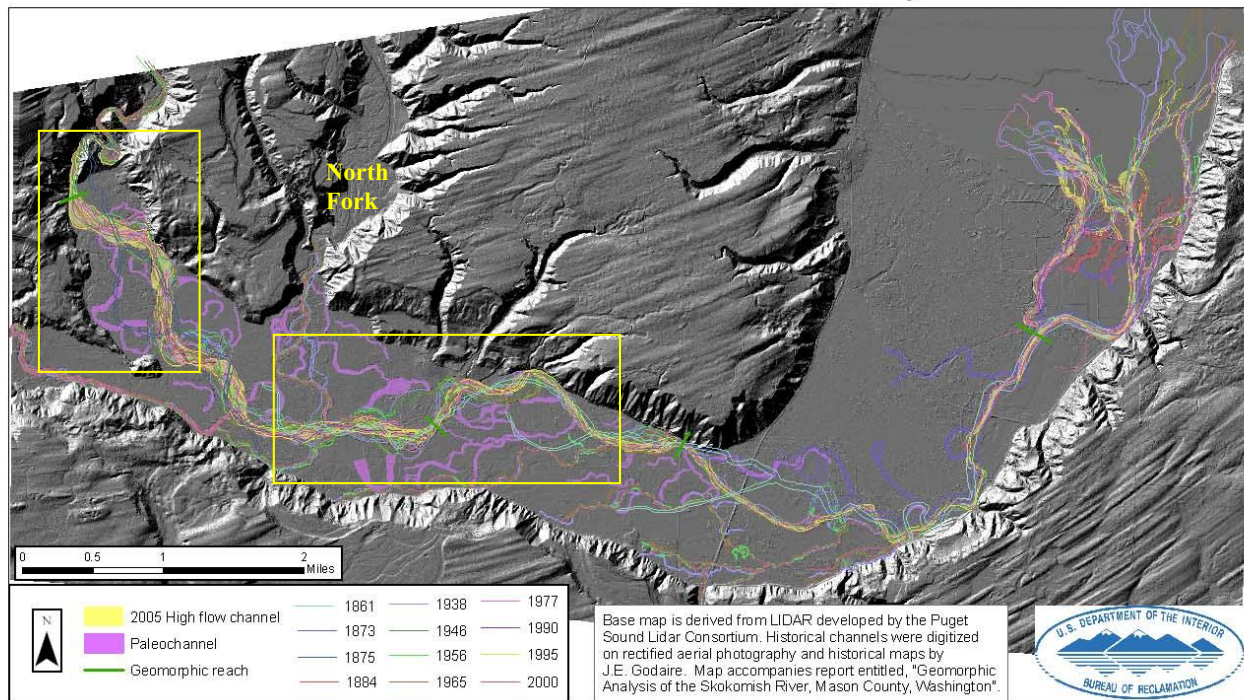 North
Fork
0 0.5 1 2
Miles
N
2005 High flow channel
Paleochannel
Geomorphic reach
1861
1873
1875
1884
1938
1946
1956
1965
1977
1990
1995
2000
Base map is derived from LIDAR developed by the Puget
Sound Lidar Consortium. Historical channels were digitized
on rectified aerial photography and historical maps by
J.E. Godaire. Map accompanies report entitled, "Geomorphic
Analysis of the Skokomish River, Mason County, Washington".
U.S. DEPARTMENT OF THE INTERIOR
BUREAU OF RECLAMATION